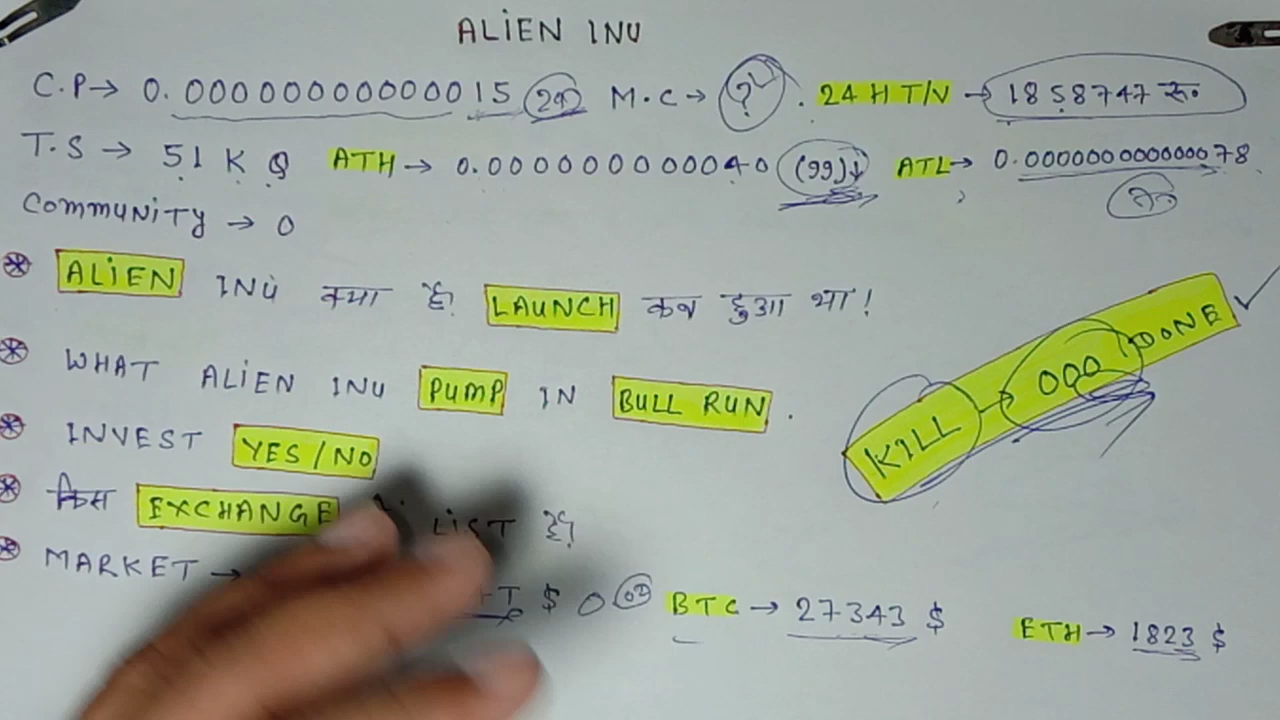 ALIEN INU
C.P → 0.000000000000015 M.C → ? . 24 H T/V → 1858747 रू०
T.S → 51 K Q ATH → 0.000000000040 (99)↓ ATL → 0.000000000000078
COMMUNITY → 0
ALIEN INU क्या है। LAUNCH कब हुआ था!
WHAT ALIEN INU PUMP IN BULL RUN.
KILL → 000 DONE
INVEST YES/NO
किस EXCHANGE LIST है।
MARKET → T $ 0 BTC → 27343 $ ETH → 1823 $